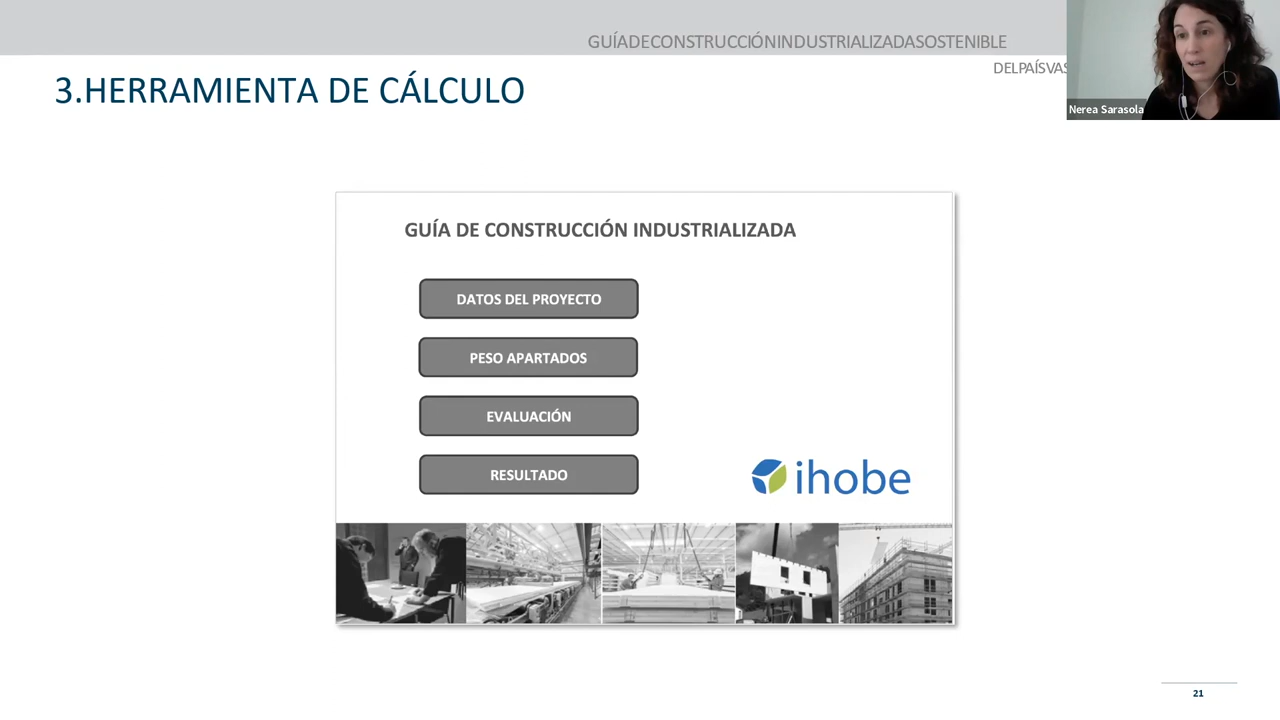 GUÍADECONSTRUCCIÓNINDUSTRIALIZADASOSTENIBLE
DELPAÍSVAS
3.HERRAMIENTA DE CÁLCULO
Nerea Sarasola
GUÍA DE CONSTRUCCIÓN INDUSTRIALIZADA
DATOS DEL PROYECTO
PESO APARTADOS
EVALUACIÓN
RESULTADO
ihobe
21